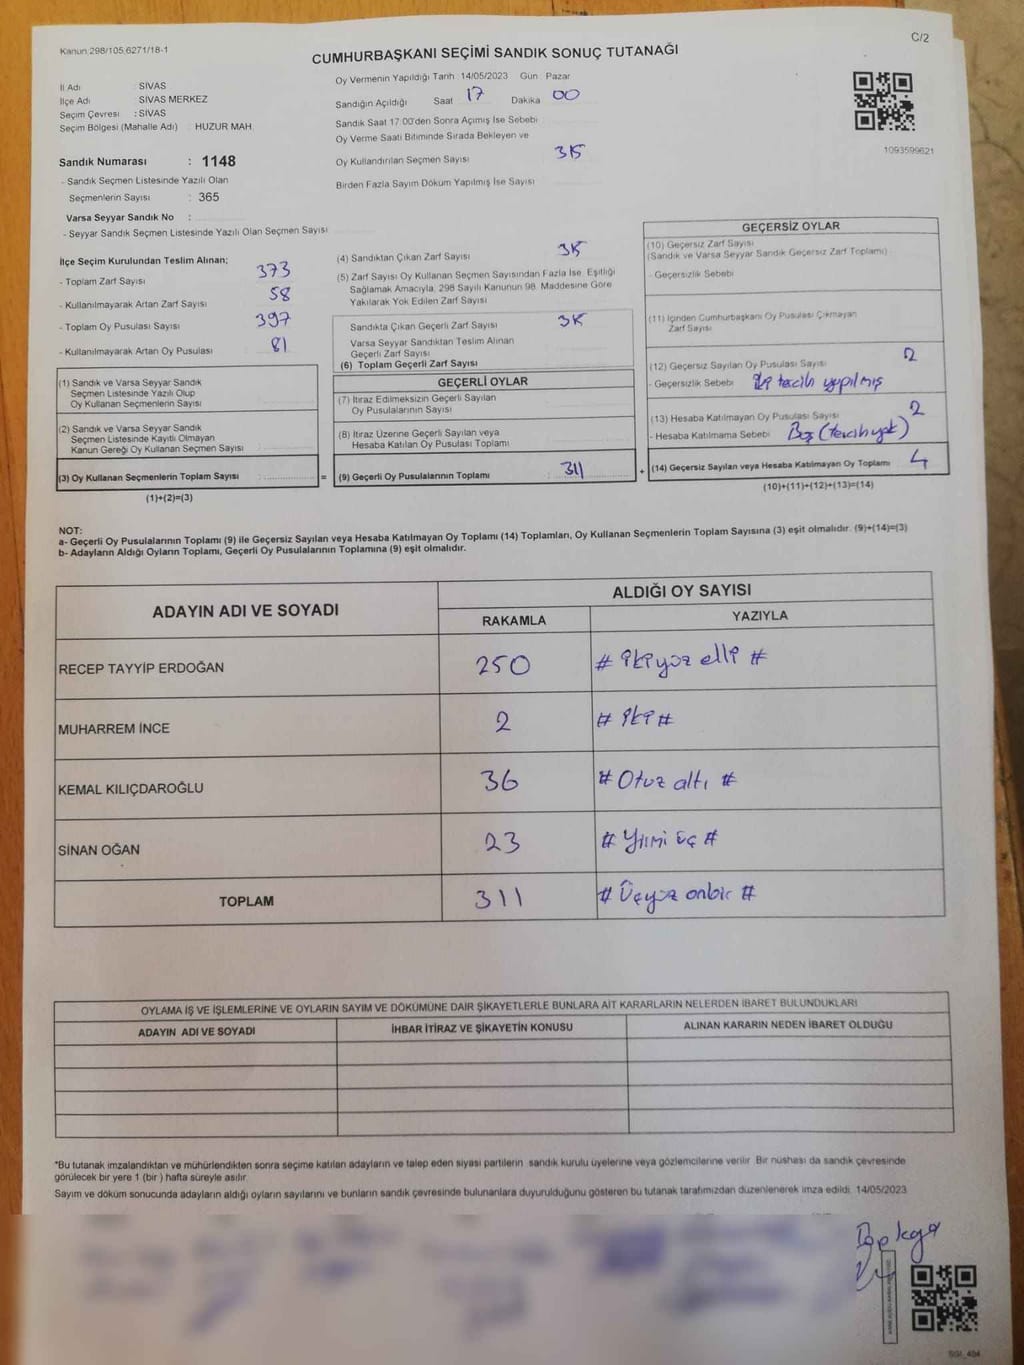 Kanun:298/105,6271/18-1
C/2
CUMHURBAŞKANI SEÇİMİ SANDIK SONUÇ TUTANAĞI
İl Adı : SİVAS
İlçe Adı : SİVAS MERKEZ
Seçim Çevresi : SİVAS
Seçim Bölgesi (Mahalle Adı) : HUZUR MAH.
Sandık Numarası : 1148
- Sandık Seçmen Listesinde Yazılı Olan
Seçmenlerin Sayısı : 365
Varsa Seyyar Sandık No :
- Seyyar Sandık Seçmen Listesinde Yazılı Olan Seçmen Sayısı
Oy Vermenin Yapıldığı Tarih :14/05/2023 Gün Pazar
Sandığın Açıldığı Saat 17 Dakika 00
Sandık Saat 17:00'den Sonra Açımış İse Sebebi
Oy Verme Saati Bitiminde Sırada Bekleyen ve
Oy Kullandırılan Seçmen Sayısı 315
Birden Fazla Sayım Döküm Yapılmış İse Sayısı
1093599621
İlçe Seçim Kurulundan Teslim Alınan;
- Toplam Zarf Sayısı 373
- Kullanılmayarak Artan Zarf Sayısı 58
- Toplam Oy Pusulası Sayısı 397
- Kullanılmayarak Artan Oy Pusulası 81
(1) Sandık ve Varsa Seyyar Sandık
Seçmen Listesinde Yazılı Olup
Oy Kullanan Seçmenlerin Sayısı
(2) Sandık ve Varsa Seyyar Sandık
Seçmen Listesinde Kayıtlı Olmayan
Kanun Gereği Oy Kullanan Seçmen Sayısı
(3) Oy Kullanan Seçmenlerin Toplam Sayısı : =
(1)+(2)=(3)
(4) Sandıktan Çıkan Zarf Sayısı 315
(5) Zarf Sayısı Oy Kullanan Seçmen Sayısından Fazla İse, Eşitliği
Sağlamak Amacıyla, 298 Sayılı Kanunun 98. Maddesine Göre
Yakılarak Yok Edilen Zarf Sayısı
Sandıkta Çıkan Geçerli Zarf Sayısı 315
Varsa Seyyar Sandıktan Teslim Alınan
Geçerli Zarf Sayısı
(6) Toplam Geçerli Zarf Sayısı
GEÇERLİ OYLAR
(7) İtiraz Edilmeksizin Geçerli Sayılan
Oy Pusulalarının Sayısı
(8) İtiraz Üzerine Geçerli Sayılan veya
Hesaba Katılan Oy Pusulası Toplamı
(9) Geçerli Oy Pusulalarının Toplamı : 311 +
GEÇERSİZ OYLAR
(10) Geçersiz Zarf Sayısı
(Sandık ve Varsa Seyyar Sandık Geçersiz Zarf Toplamı)
- Geçersizlik Sebebi
(11) İçinden Cumhurbaşkanı Oy Pusulası Çıkmayan
Zarf Sayısı
(12) Geçersiz Sayılan Oy Pusulası Sayısı 2
- Geçersizlik Sebebi İki tercih yapılmış
(13) Hesaba Katılmayan Oy Pusulası Sayısı 2
- Hesaba Katılmama Sebebi Boş (tercih yok)
(14) Geçersiz Sayılan veya Hesaba Katılmayan Oy Toplamı 4
(10)+(11)+(12)+(13)=(14)
NOT:
a- Geçerli Oy Pusulalarının Toplamı (9) ile Geçersiz Sayılan veya Hesaba Katılmayan Oy Toplamı (14) Toplamları, Oy Kullanan Seçmenlerin Toplam Sayısına (3) eşit olmalıdır. (9)+(14)=(3)
b- Adayların Aldığı Oyların Toplamı, Geçerli Oy Pusulalarının Toplamına (9) eşit olmalıdır.
ADAYIN ADI VE SOYADI
ALDIĞI OY SAYISI
RAKAMLA YAZIYLA
RECEP TAYYİP ERDOĞAN 250 # İkiyüz elli #
MUHARREM İNCE 2 # İki #
KEMAL KILIÇDAROĞLU 36 # Otuz altı #
SİNAN OĞAN 23 # Yirmi üç #
TOPLAM 311 # Üçyüz onbir #
OYLAMA İŞ VE İŞLEMLERİNE VE OYLARIN SAYIM VE DÖKÜMÜNE DAİR ŞİKAYETLERLE BUNLARA AİT KARARLARIN NELERDEN İBARET BULUNDUKLARI
ADAYIN ADI VE SOYADI İHBAR İTİRAZ VE ŞİKAYETİN KONUSU ALINAN KARARIN NEDEN İBARET OLDUĞU
*Bu tutanak imzalandıktan ve mühürlendikten sonra seçime katılan adayların ve talep eden siyasi partilerin sandık kurulu üyelerine veya gözlemcilerine verilir. Bir nüshası da sandık çevresinde
görülecek bir yere 1 (bir ) hafta süreyle asılır.
Sayım ve döküm sonucunda adayların aldığı oyların sayılarını ve bunların sandık çevresinde bulunanlara duyurulduğunu gösteren bu tutanak tarafımızdan düzenlenerek imza edildi. 14/05/2023